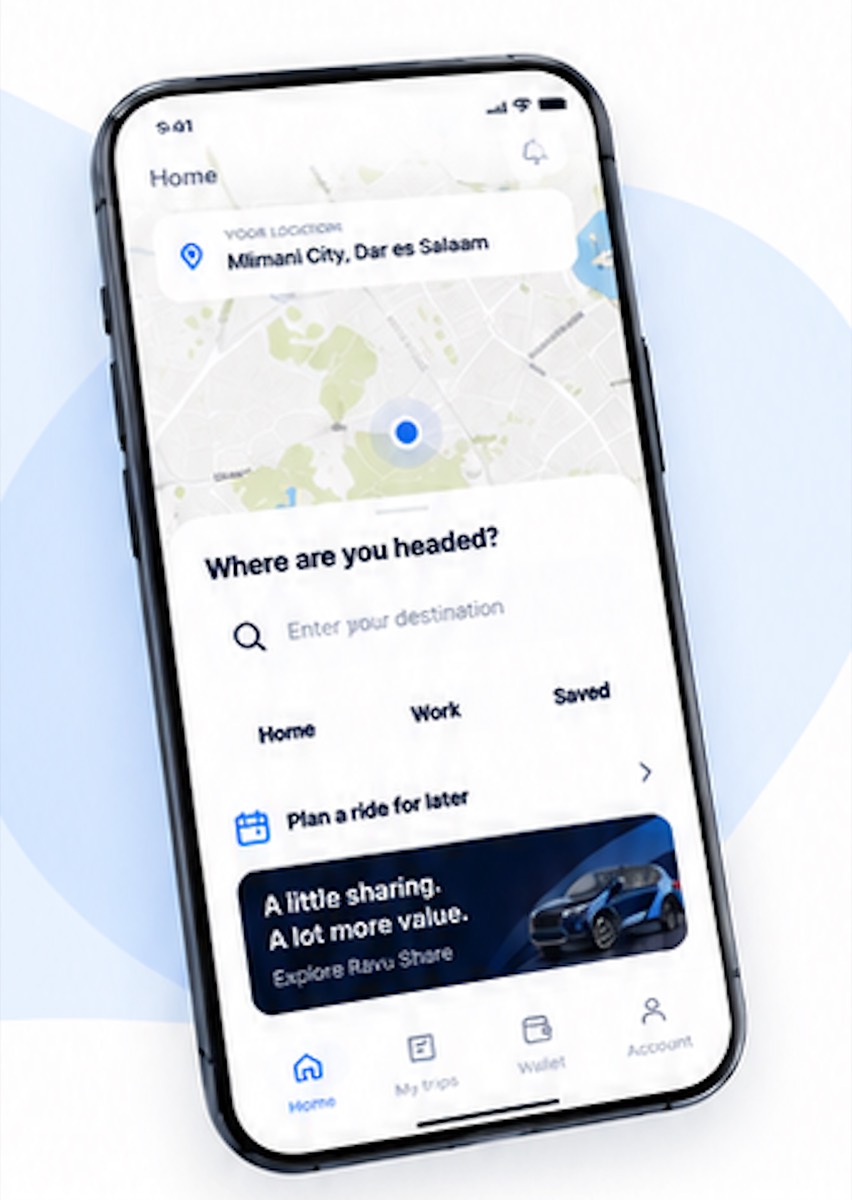 9:41
Home
YOUR LOCATION
Mlimani City, Dar es Salaam
Where are you headed?
Enter your destination
Home
Work
Saved
Plan a ride for later
A little sharing.
A lot more value.
Explore Ravu Share
Home
My trips
Wallet
Account